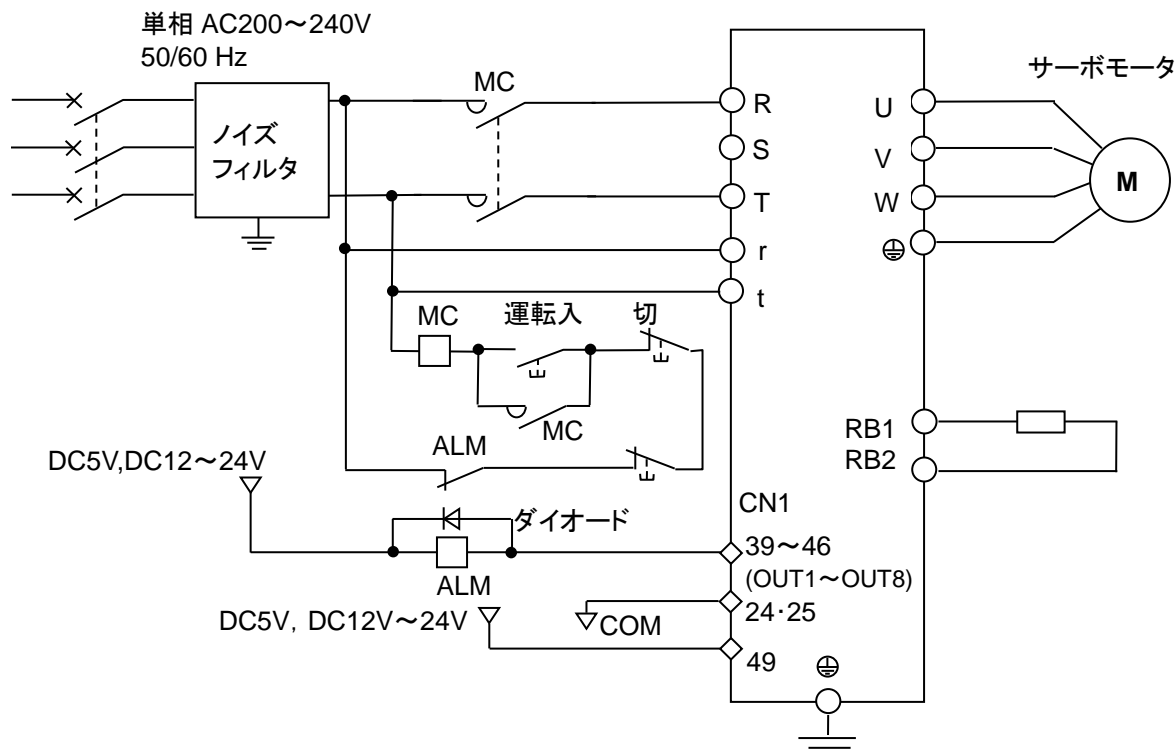 単相 AC200～240V
50/60 Hz
サーボモータ
MC
ノイズ
フィルタ
R
S
T
r
t
U
V
W
M
MC
運転入
切
MC
ALM
RB1
RB2
DC5V,DC12～24V
CN1
ダイオード
39～46
(OUT1～OUT8)
ALM
24·25
DC5V, DC12V～24V
COM
49